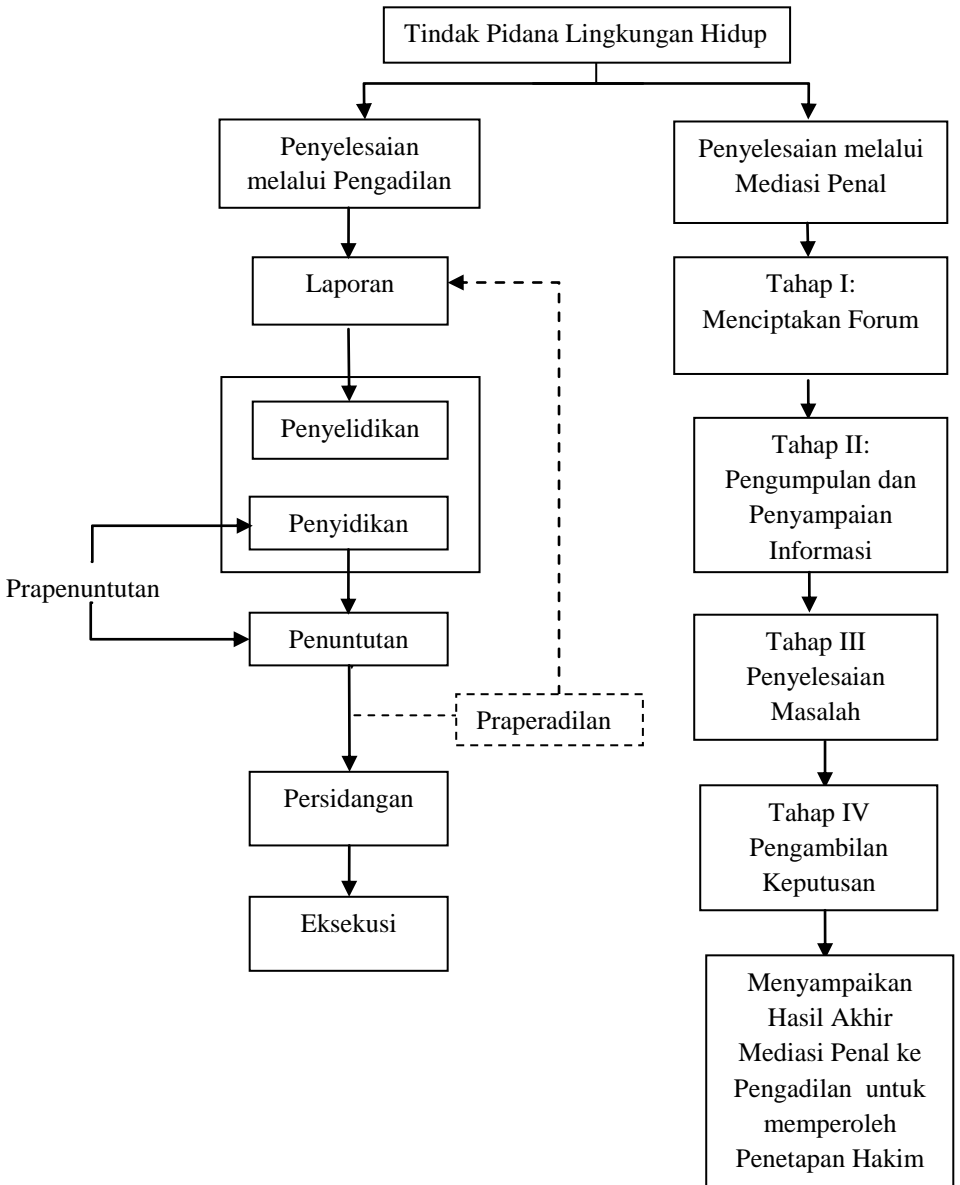 Tindak Pidana Lingkungan Hidup
Penyelesaian
melalui Pengadilan
Laporan
Penyelidikan
Penyidikan
Prapenuntutan
Penuntutan
Praperadilan
Persidangan
Eksekusi
Penyelesaian melalui
Mediasi Penal
Tahap I:
Menciptakan Forum
Tahap II:
Pengumpulan dan
Penyampaian
Informasi
Tahap III
Penyelesaian
Masalah
Tahap IV
Pengambilan
Keputusan
Menyampaikan
Hasil Akhir
Mediasi Penal ke
Pengadilan untuk
memperoleh
Penetapan Hakim